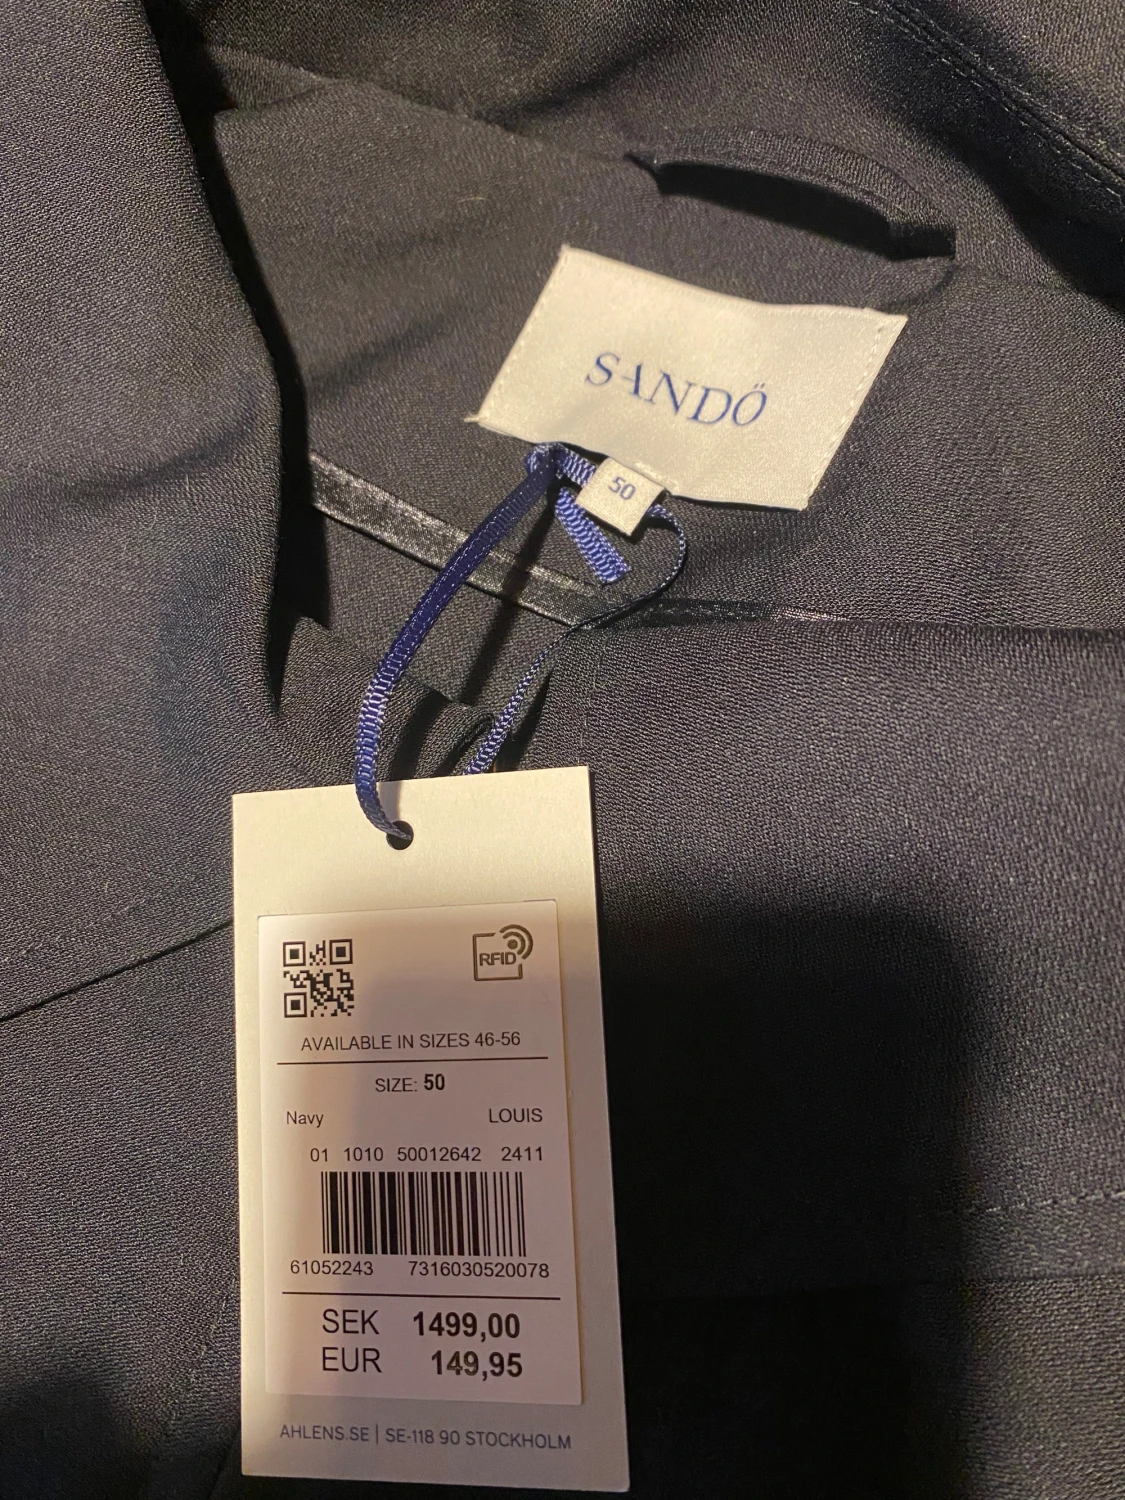 SANDÖ
50
RFID
AVAILABLE IN SIZES 46-56
SIZE: 50
Navy LOUIS
01 1010 50012642 2411
61052243 7316030520078
SEK 1499,00
EUR 149,95
AHLENS.SE | SE-118 90 STOCKHOLM